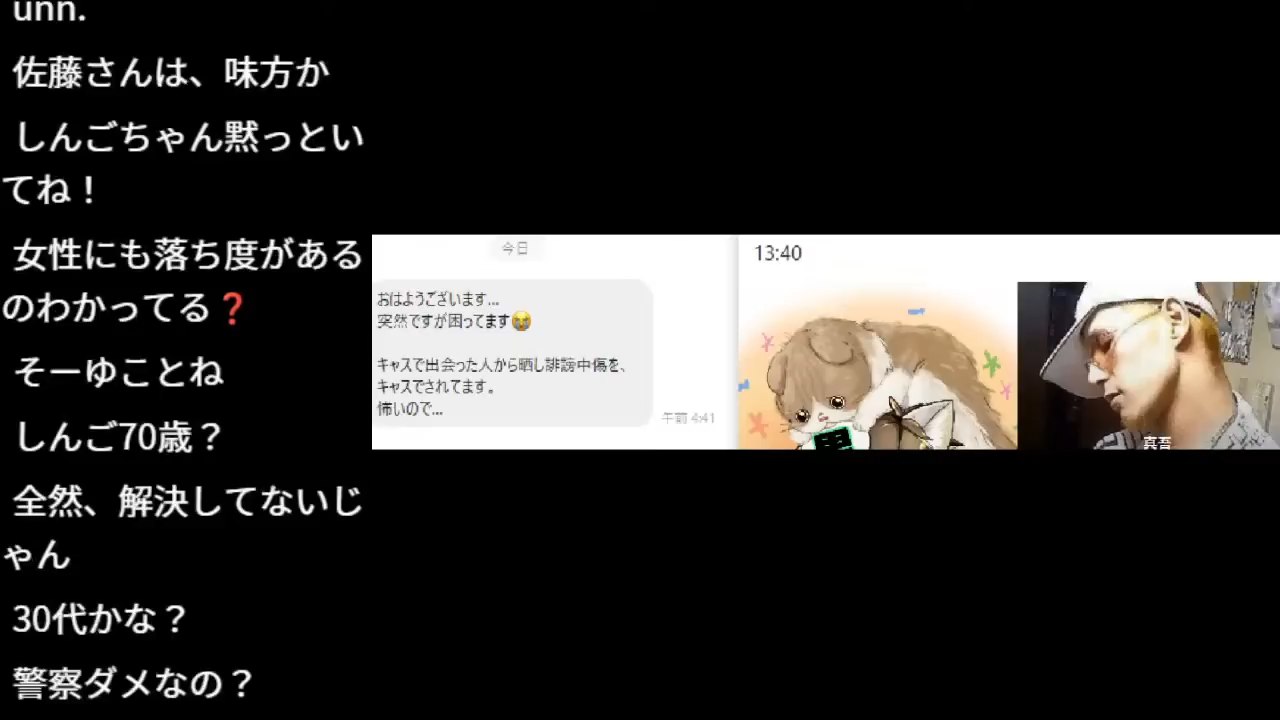 unn.
佐藤さんは、味方か
しんごちゃん黙っとい
てね！
女性にも落ち度がある
のわかってる❓
そーゆことね
しんご70歳？
全然、解決してないじ
ゃん
30代かな？
警察ダメなの？
今日
おはようございます...
突然ですが困ってます😭
キャスで出会った人から晒し誹謗中傷を、
キャスでされてます。
怖いので...
午前 4:41
13:40
真吾